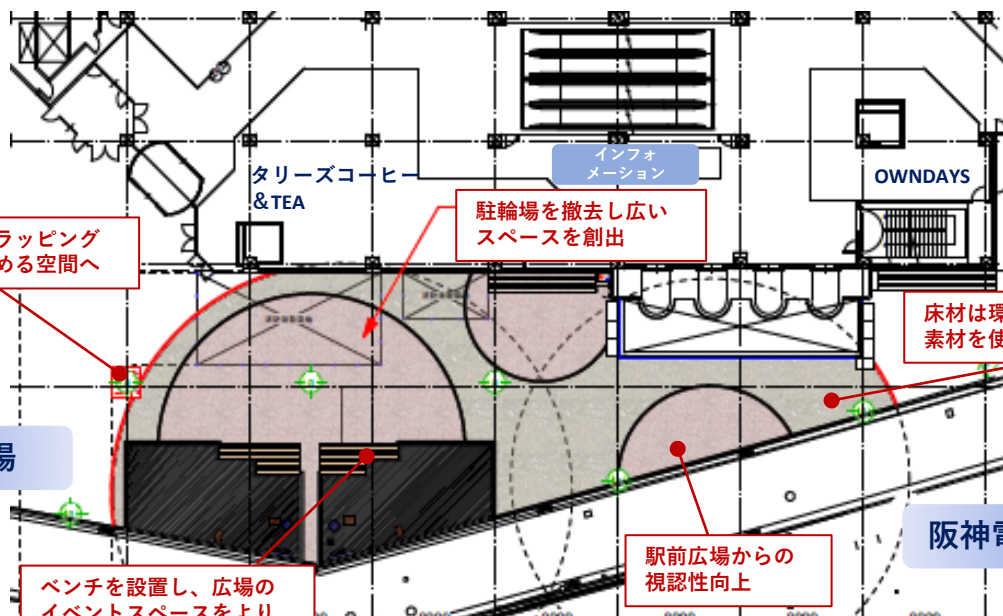 タリーズコーヒー
&TEA
インフォ
メーション
OWNDAYS
駐輪場を撤去し広い
スペースを創出
ラッピング
める空間へ
床材は環
素材を使
場
阪神電
駅前広場からの
視認性向上
ベンチを設置し、広場の
イベントスペースをより